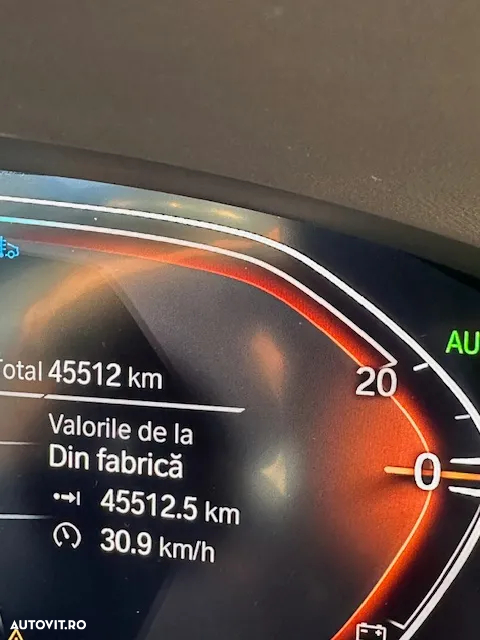 AU
Total 45512 km
20
Valorile de la
Din fabrică
0
45512.5 km
30.9 km/h
AUTOVIT.RO